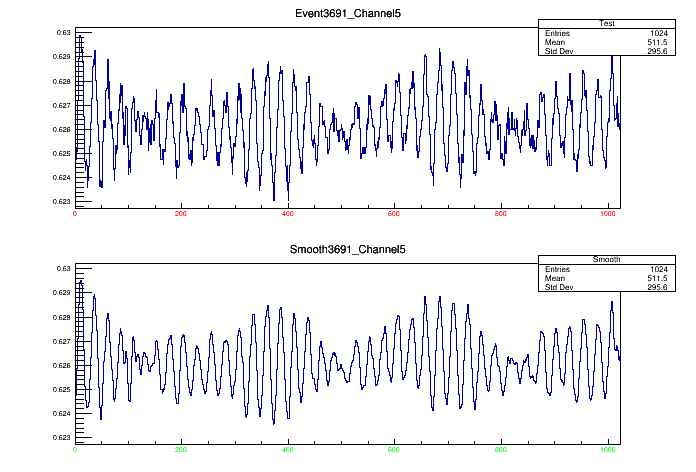 Event3691_Channel5
Test
Entries 1024
Mean 511.5
Std Dev 295.6
0.63
0.629
0.628
0.627
0.626
0.625
0.624
0.623
0 200 400 600 800 1000
Smooth3691_Channel5
Smooth
Entries 1024
Mean 511.5
Std Dev 295.6
0.63
0.629
0.628
0.627
0.626
0.625
0.624
0.623
0 200 400 600 800 1000